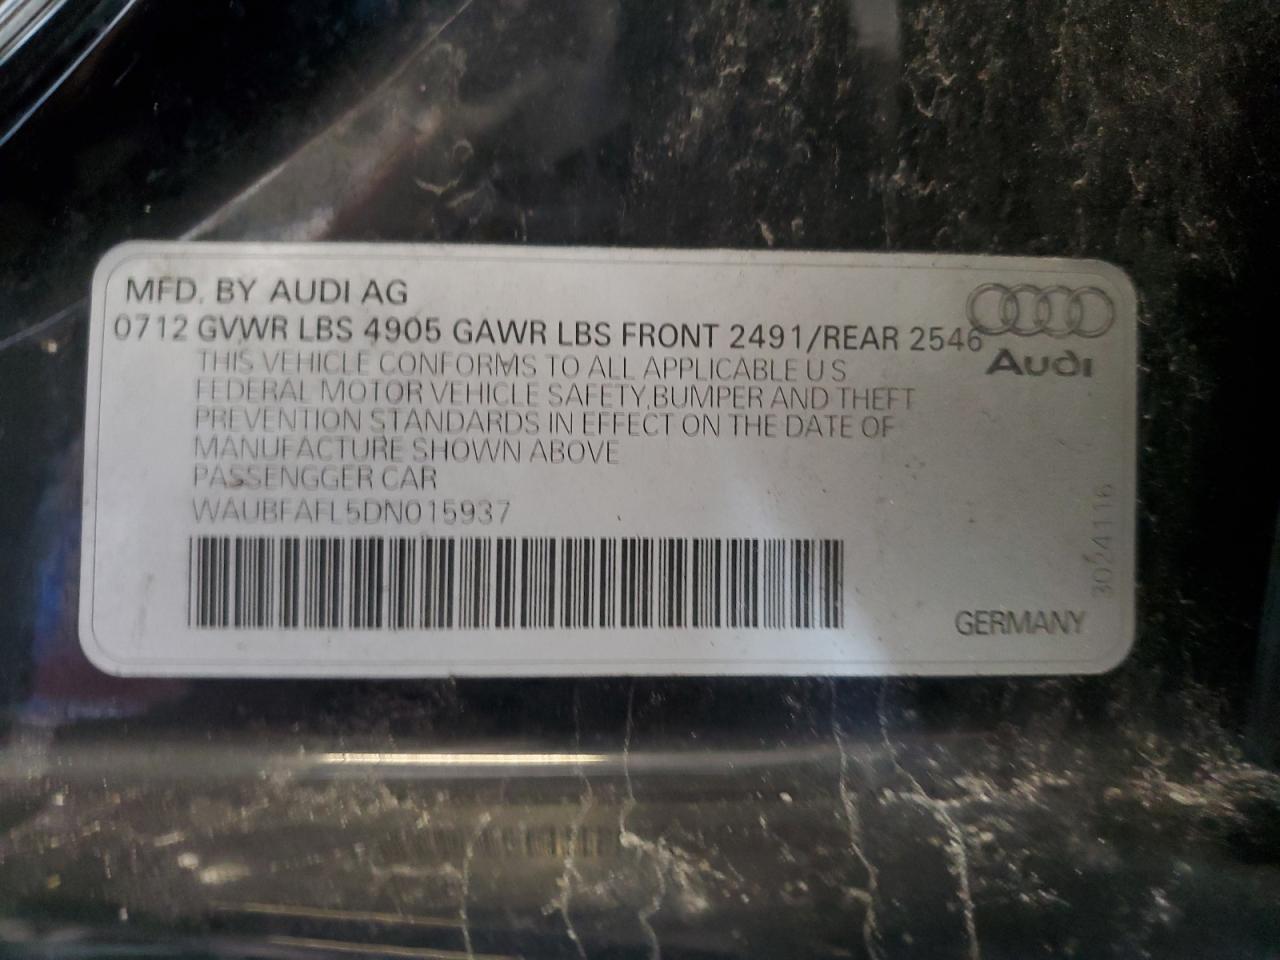 MFD. BY AUDI AG
0712 GVWR LBS 4905 GAWR LBS FRONT 2491/REAR 2546
Audi
THIS VEHICLE CONFORMS TO ALL APPLICABLE U S
FEDERAL MOTOR VEHICLE SAFETY, BUMPER AND THEFT
PREVENTION STANDARDS IN EFFECT ON THE DATE OF
MANUFACTURE SHOWN ABOVE
PASSENGGER CAR
WAUBFAFL5DN015937
3024116
GERMANY